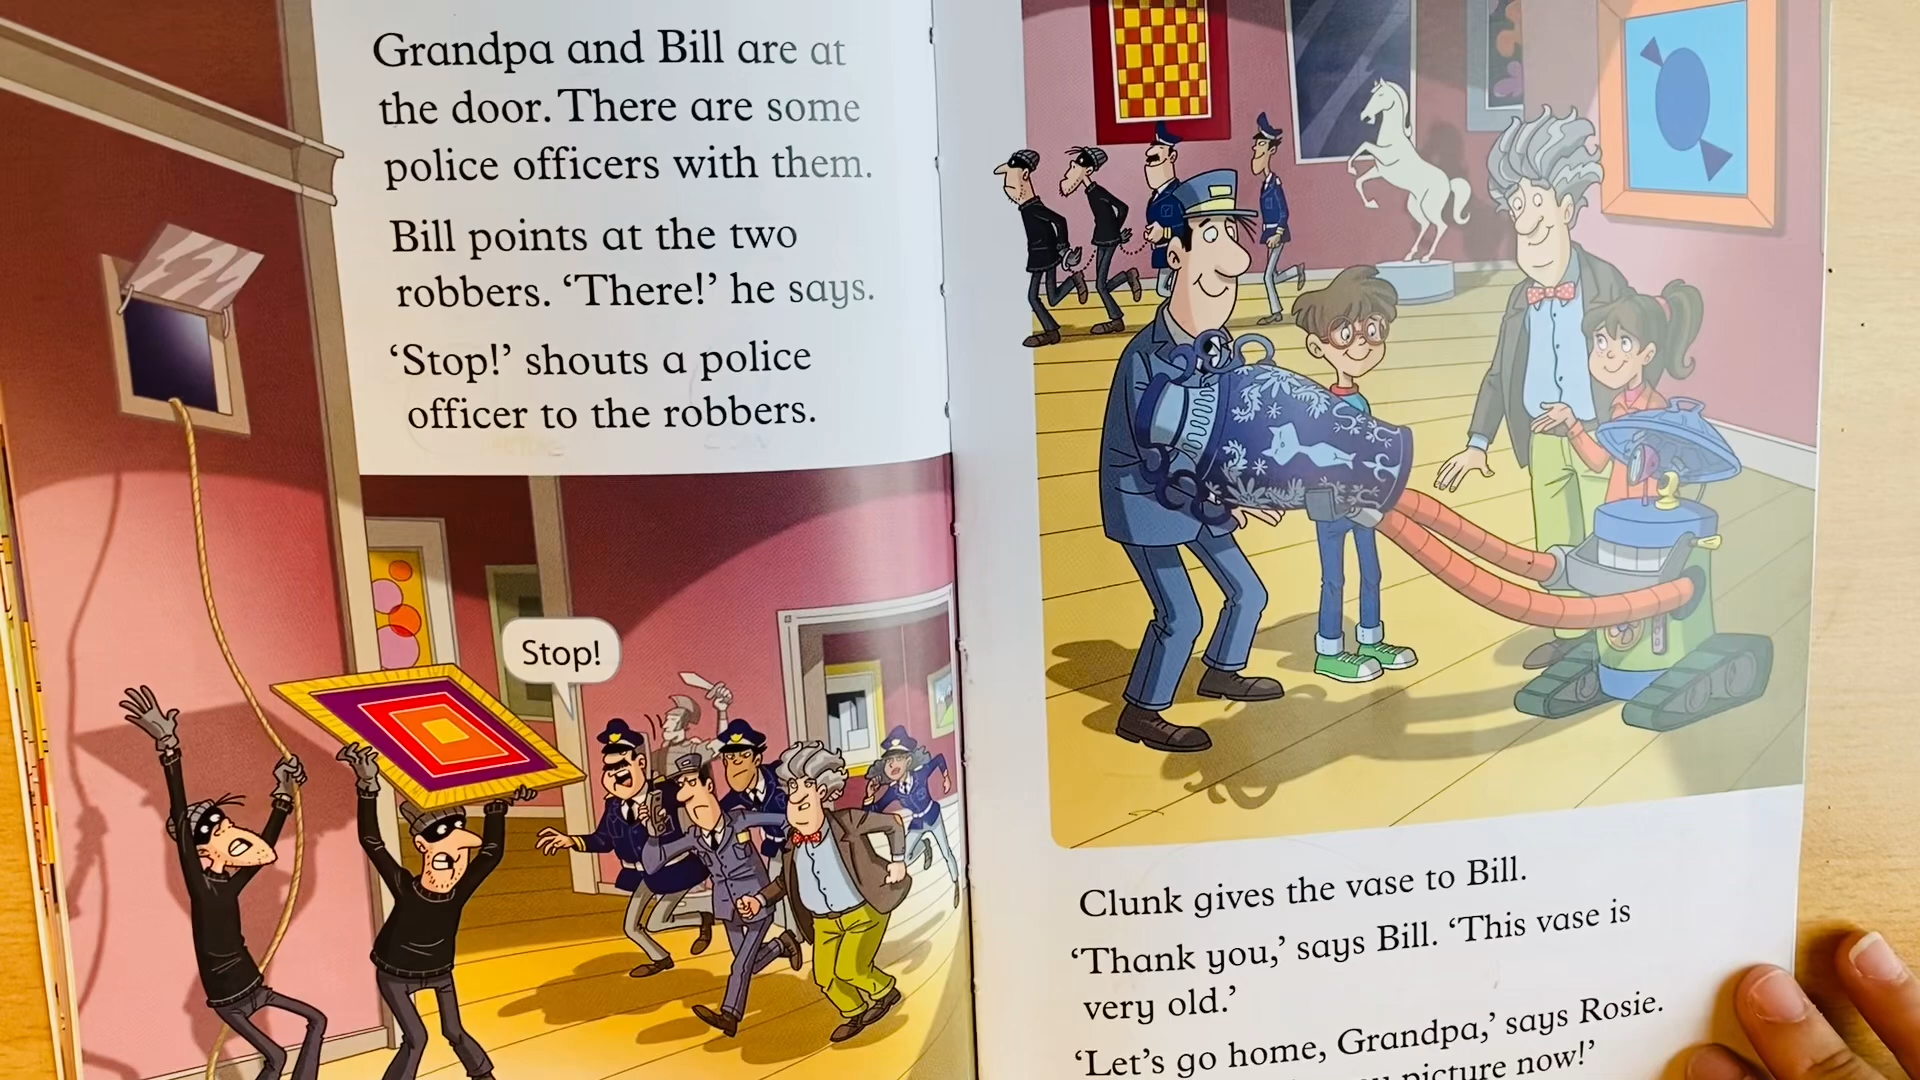 Grandpa and Bill are at
the door. There are some
police officers with them.
Bill points at the two
robbers. ‘There!’ he says.
‘Stop!’ shouts a police
officer to the robbers.
Stop!
Clunk gives the vase to Bill.
‘Thank you,’ says Bill. ‘This vase is
very old.’
‘Let’s go home, Grandpa,’ says Rosie.
picture now!’